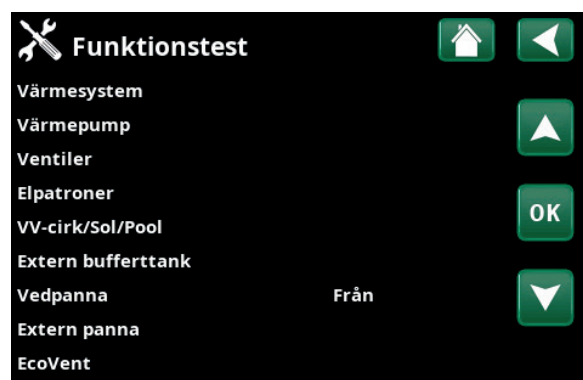 Funktionstest
Värmesystem
Värmepump
Ventiler
Elpatroner
VV-cirk/Sol/Pool
OK
Extern bufferttank
Vedpanna Från
Extern panna
EcoVent